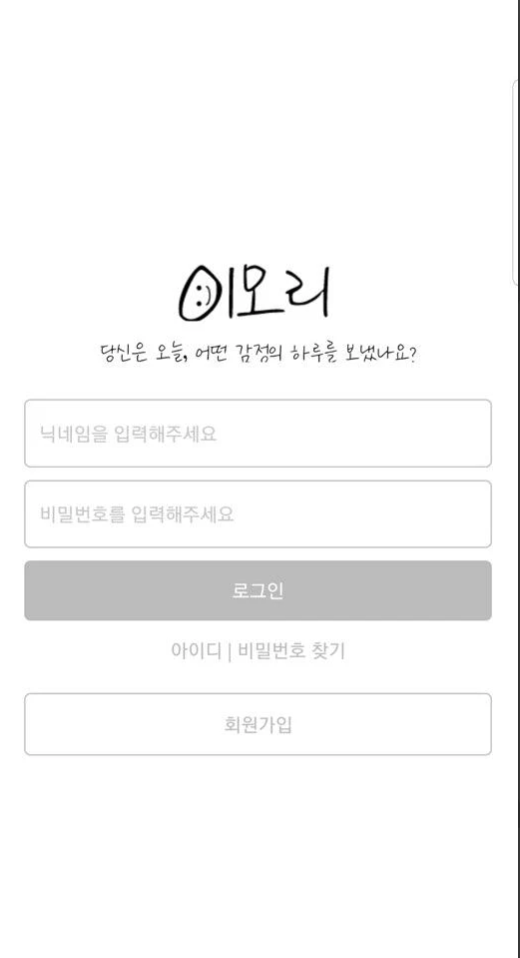 이모리
당신은 오늘, 어떤 감정의 하루를 보냈나요?
닉네임을 입력해주세요
비밀번호를 입력해주세요
로그인
아이디 | 비밀번호 찾기
회원가입